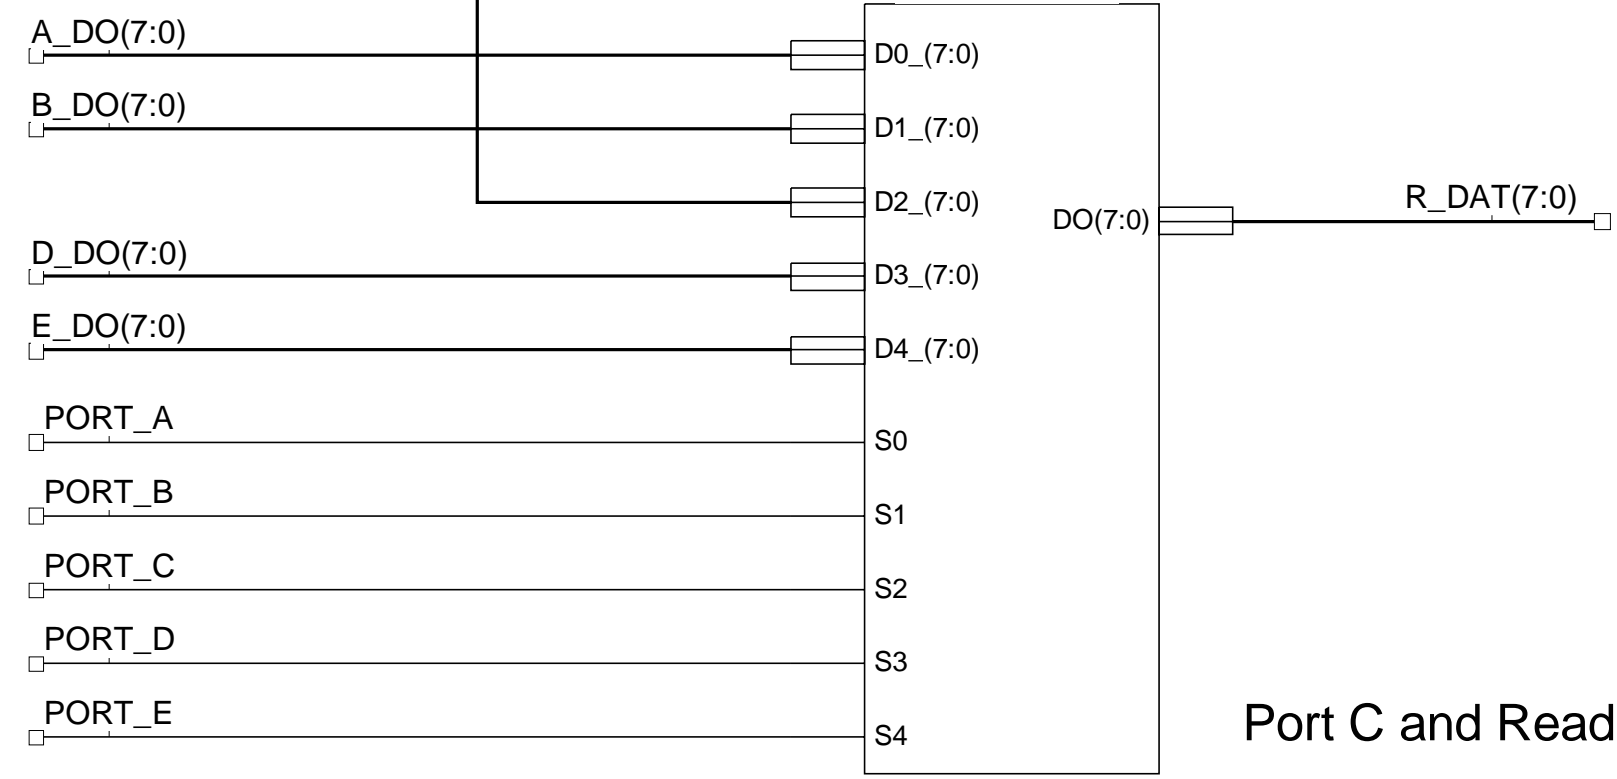 A_DO(7:0)
D0_(7:0)
B_DO(7:0)
D1_(7:0)
D2_(7:0)
DO(7:0)
R_DAT(7:0)
D_DO(7:0)
D3_(7:0)
E_DO(7:0)
D4_(7:0)
PORT_A
S0
PORT_B
S1
PORT_C
S2
PORT_D
S3
PORT_E
S4
Port C and Read